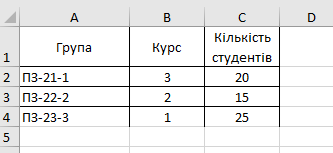 A B C D
1 Група Курс Кількість студентів
2 ПЗ-21-1 3 20
3 ПЗ-22-2 2 15
4 ПЗ-23-3 1 25
5